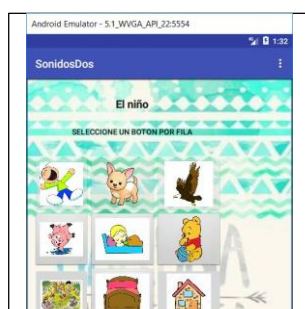 Android Emulator - 5.1_WVGA_API_22:5554
1:32
SonidosDos
El niño
SELECCIONE UN BOTON POR FILA